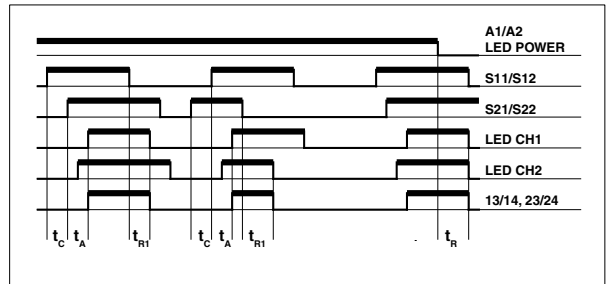 A1/A2
LED POWER
S11/S12
S21/S22
LED CH1
LED CH2
13/14, 23/24
tC tA tR1 tC tA tR1 tR